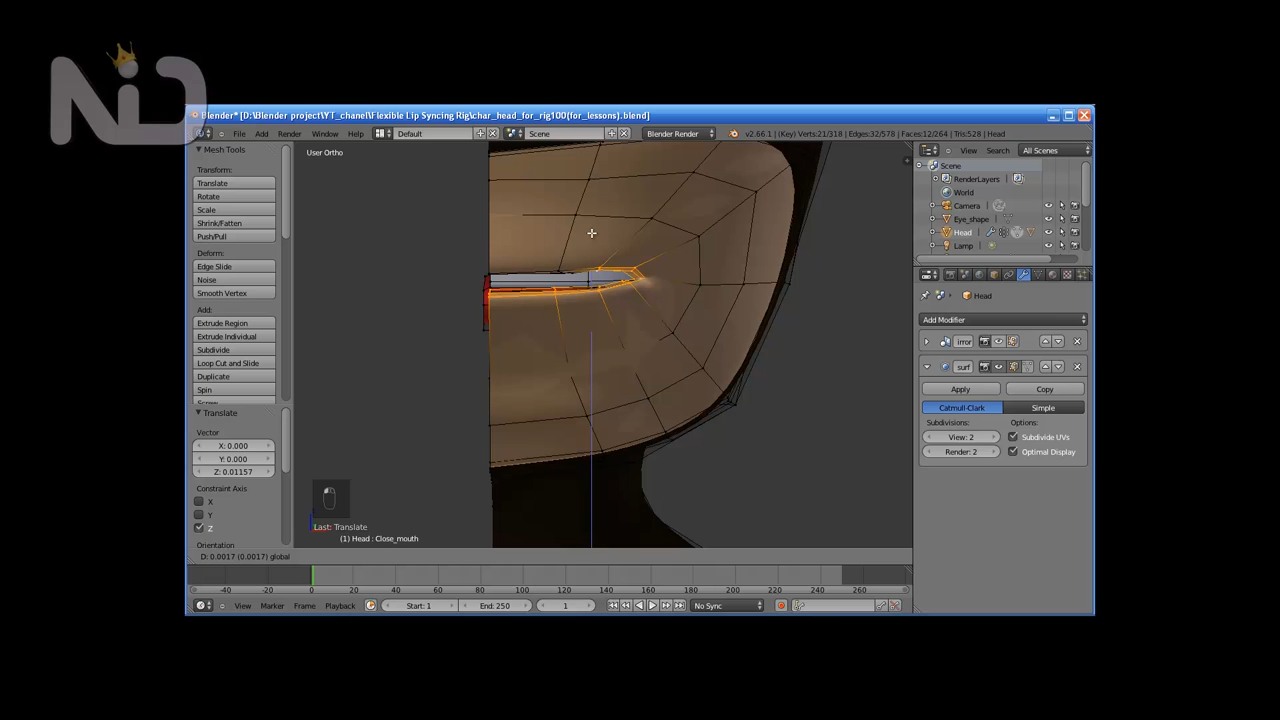 NiD
Blender* [D:\Blender project\YT_chanel\Flexible Lip Syncing Rig\char_head_for_rig100(for_lessons).blend]
File Add Render Window Help Default Scene Blender Render v2.66.1 | (Key) Verts:21/318 | Edges:32/578 | Faces:12/264 | Tris:528 | Head
Mesh Tools
User Ortho
View Search All Scenes
Scene
RenderLayers
World
Camera
Eye_shape
Head
Lamp
Transform:
Translate
Rotate
Scale
Shrink/Fatten
Push/Pull
Deform:
Edge Slide
Noise
Smooth Vertex
Add:
Extrude Region
Extrude Individual
Subdivide
Loop Cut and Slide
Duplicate
Spin
Screw
Translate
Vector
X: 0.000
Y: 0.000
Z: 0.01157
Constraint Axis
X
Y
Z
Orientation
Head
Add Modifier
irror
surf
Apply Copy
Catmull-Clark Simple
Subdivisions: Options:
View: 2 Subdivide UVs
Render: 2 Optimal Display
Last: Translate
(1) Head : Close_mouth
D: 0.0017 (0.0017) global
-40 -20 0 20 40 60 80 100 120 140 160 180 200 220 240 260
View Marker Frame Playback Start: 1 End: 250 1 No Sync